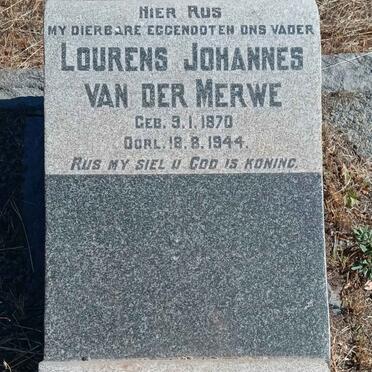 HIER RUS
MY DIERBARE EGGENOOTEN ONS VADER
LOURENS JOHANNES
VAN DER MERWE
GEB. 9.1.1870
OORL. 18.8.1944.
RUS MY SIEL U GOD IS KONING.